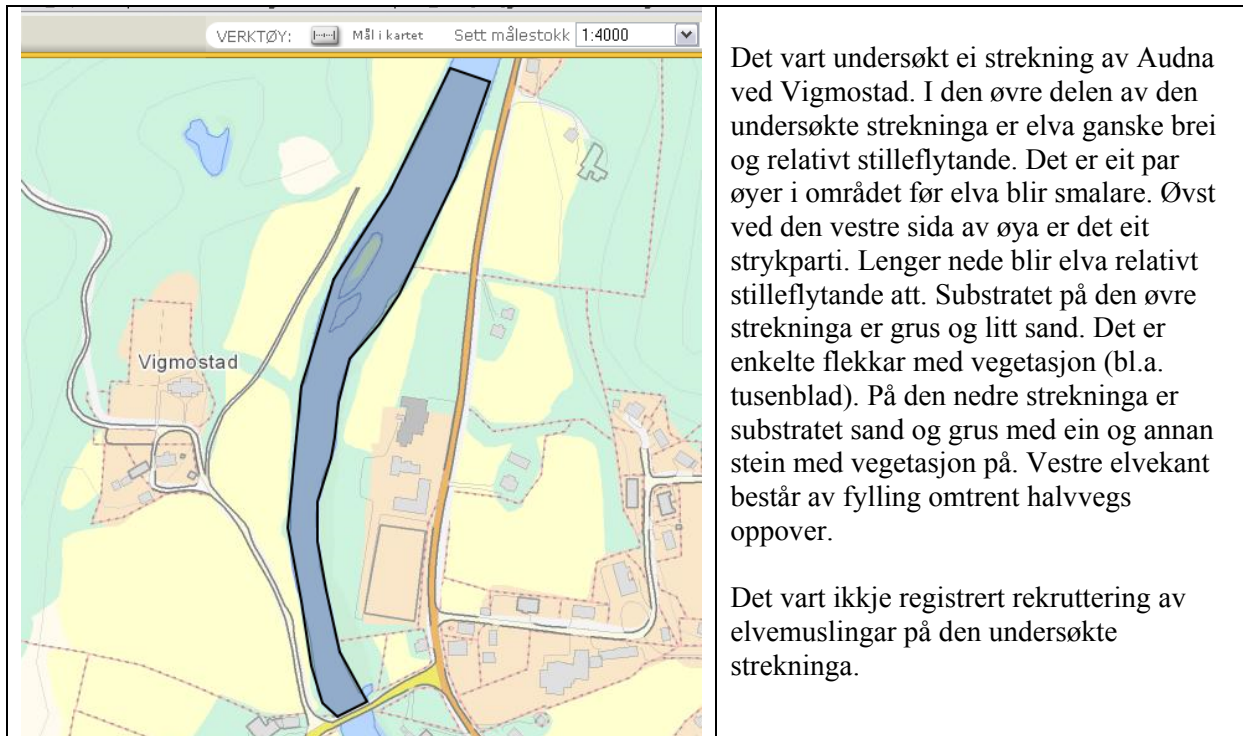 VERKTØY: Mål i kartet Sett målestokk 1:4000
Vigmostad
Det vart undersøkt ei strekning av Audna
ved Vigmostad. I den øvre delen av den
undersøkte strekninga er elva ganske brei
og relativt stilleflytande. Det er eit par
øyer i området før elva blir smalare. Øvst
ved den vestre sida av øya er det eit
strykparti. Lenger nede blir elva relativt
stilleflytande att. Substratet på den øvre
strekninga er grus og litt sand. Det er
enkelte flekkar med vegetasjon (bl.a.
tusenblad). På den nedre strekninga er
substratet sand og grus med ein og annan
stein med vegetasjon på. Vestre elvekant
består av fylling omtrent halvvegs
oppover.
Det vart ikkje registrert rekruttering av
elvemuslingar på den undersøkte
strekninga.